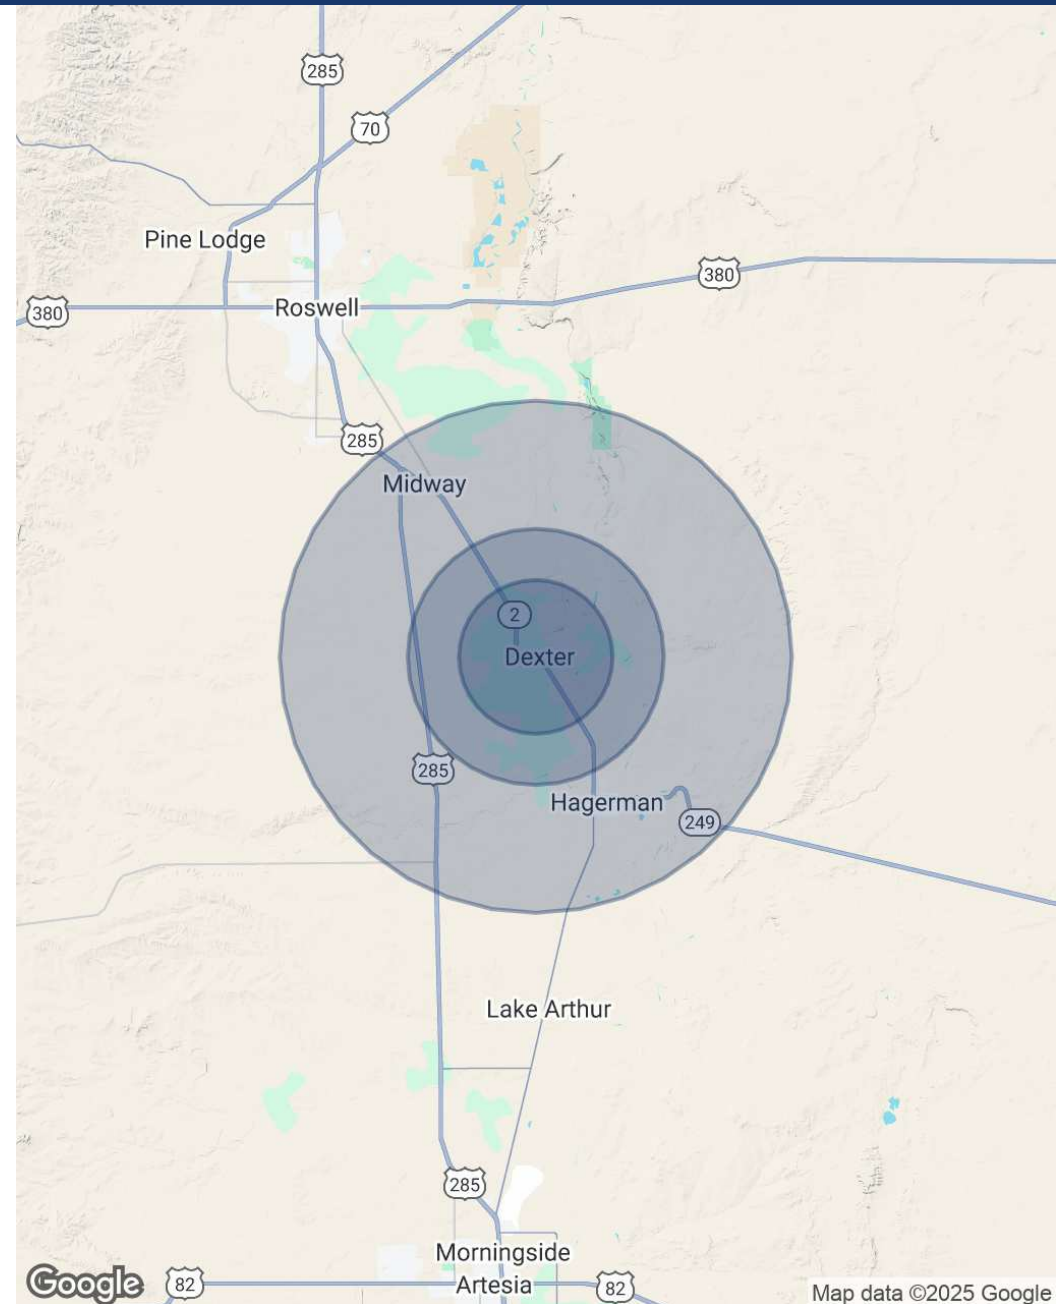 285
70
Pine Lodge
380
Roswell
380
285
Midway
2
Dexter
285
Hagerman
249
Lake Arthur
285
Morningside
Artesia
Google
82
82
Map data ©2025 Google